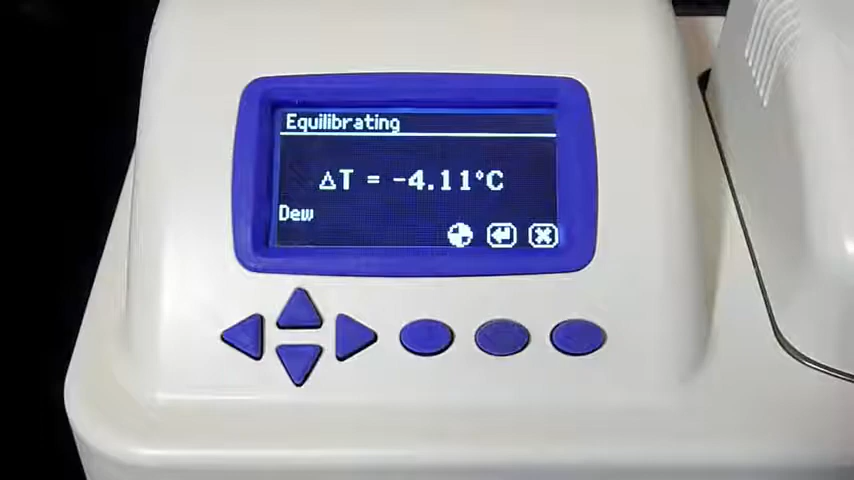 Equilibrating
ΔT = -4.11°C
Dew